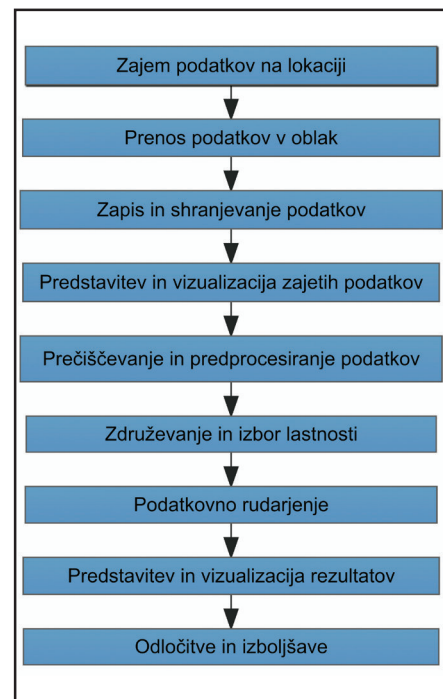 Zajem podatkov na lokaciji
Prenos podatkov v oblak
Zapis in shranjevanje podatkov
Predstavitev in vizualizacija zajetih podatkov
Prečiščevanje in predprocesiranje podatkov
Združevanje in izbor lastnosti
Podatkovno rudarjenje
Predstavitev in vizualizacija rezultatov
Odločitve in izboljšave